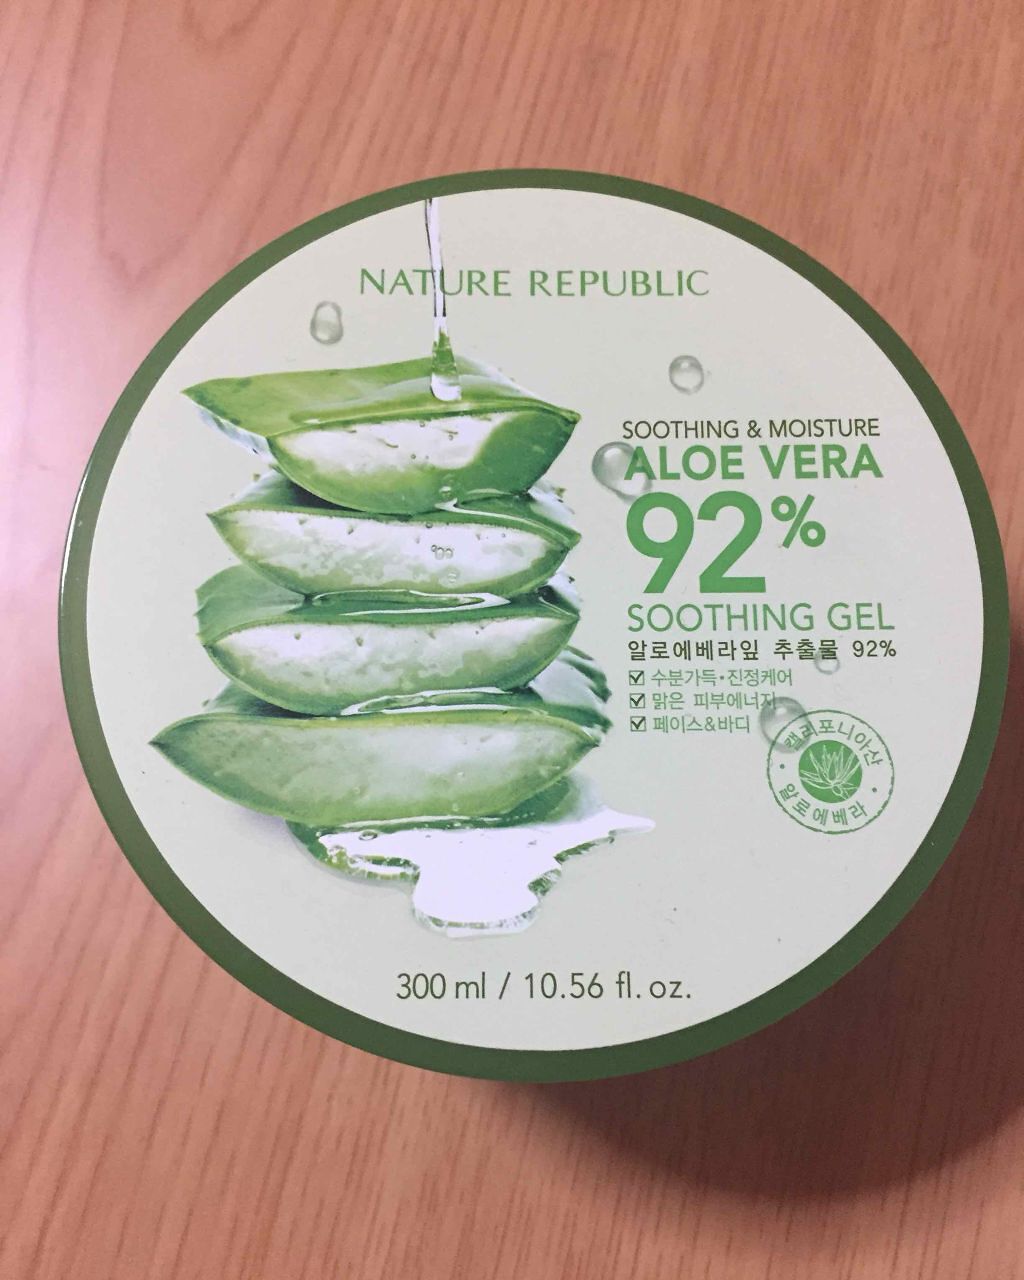 NATURE REPUBLIC
SOOTHING & MOISTURE
ALOE VERA
92%
SOOTHING GEL
알로에베라잎 추출물 92%
수분가득•진정케어
맑은 피부에너지
페이스&바디
캘리포니아산
• 알로에베라 •
300 ml / 10.56 fl. oz.